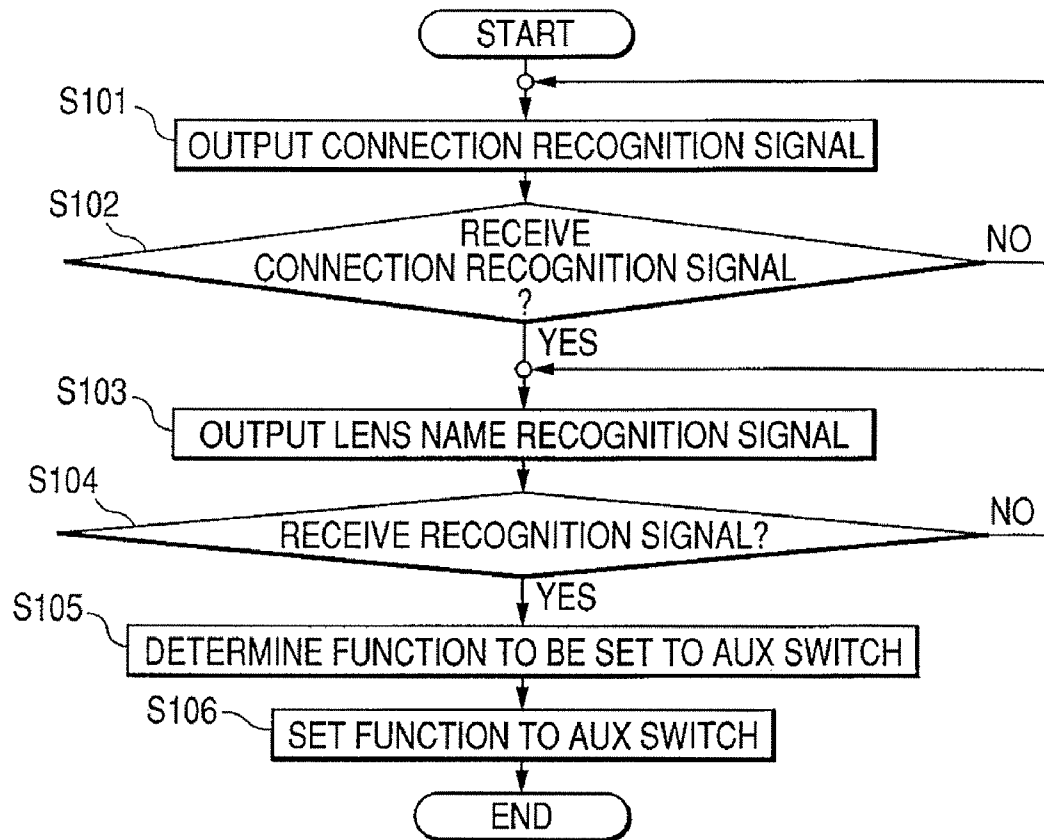 START
S101
OUTPUT CONNECTION RECOGNITION SIGNAL
S102
RECEIVE
CONNECTION RECOGNITION SIGNAL
?
NO
YES
S103
OUTPUT LENS NAME RECOGNITION SIGNAL
S104
RECEIVE RECOGNITION SIGNAL?
NO
YES
S105
DETERMINE FUNCTION TO BE SET TO AUX SWITCH
S106
SET FUNCTION TO AUX SWITCH
END